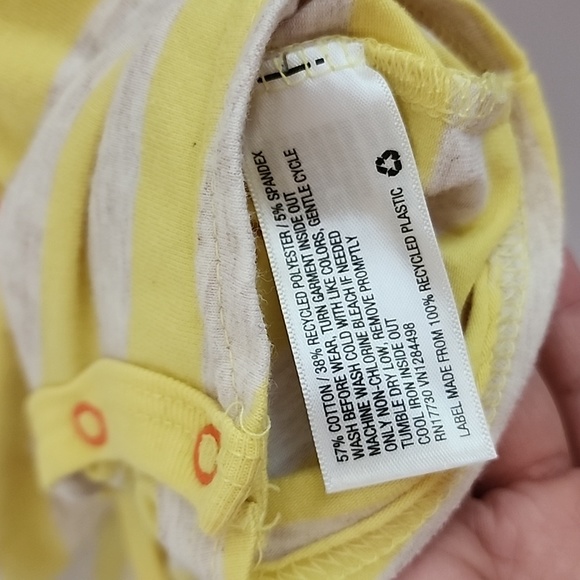 57% COTTON / 38% RECYCLED POLYESTER / 5% SPANDEX
WASH BEFORE WEAR, TURN GARMENT INSIDE OUT
MACHINE WASH COLD WITH LIKE COLORS, GENTLE CYCLE
ONLY NON-CHLORINE BLEACH IF NEEDED
TUMBLE DRY LOW, REMOVE PROMPTLY
COOL IRON INSIDE OUT
RN17730 VN1284498
LABEL MADE FROM 100% RECYCLED PLASTIC